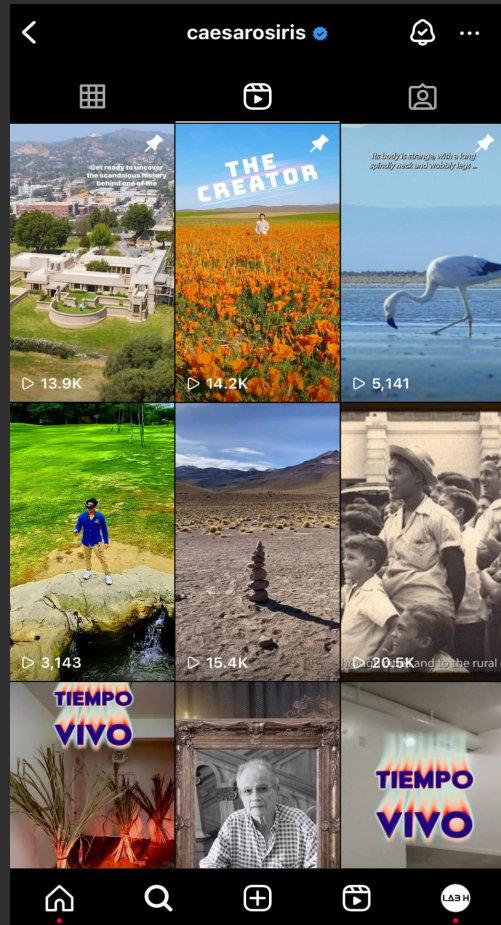 caesarosiris
Get ready to uncover
the scandalous history
behind one of the
13.9K
THE
CREATOR
14.2K
Its body is strange, with a long
spindly neck and wobbly legs ...
5,141
3,143
15.4K
20.5K
and to the rural
TIEMPO
VIVO
TIEMPO
VIVO
LAB H